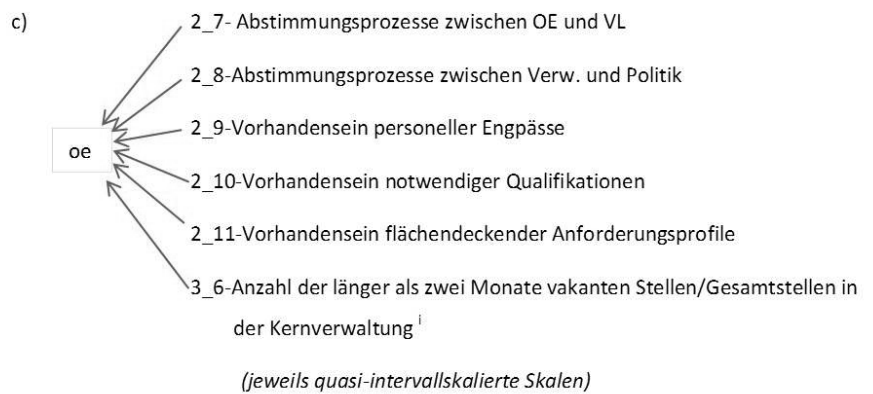 c)
2_7- Abstimmungsprozesse zwischen OE und VL
2_8-Abstimmungsprozesse zwischen Verw. und Politik
2_9-Vorhandensein personeller Engpässe
oe
2_10-Vorhandensein notwendiger Qualifikationen
2_11-Vorhandensein flächendeckender Anforderungsprofile
3_6-Anzahl der länger als zwei Monate vakanten Stellen/Gesamtstellen in
der Kernverwaltung i
(jeweils quasi-intervallskalierte Skalen)